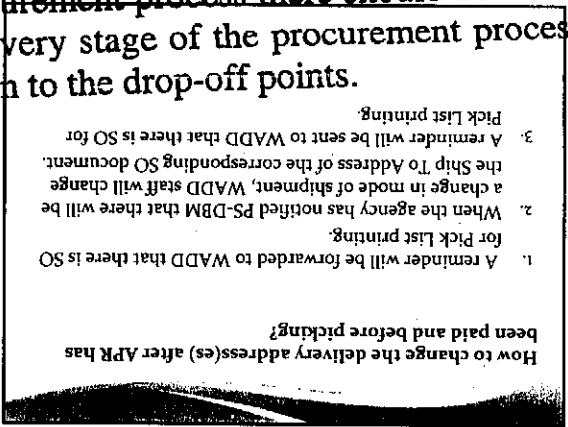 very stage of the procurement proces
n to the drop-off points.
How to change the delivery address(es) after APR has
been paid and before picking?
1. A reminder will be forwarded to WADD that there is SO
for Pick List printing.
2. When the agency has notified PS-DBM that there will be
a change in mode of shipment, WADD staff will change
the Ship To Address of the corresponding SO document.
3. A reminder will be sent to WADD that there is SO for
Pick List printing.